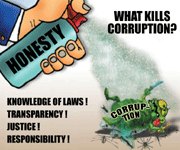 WHAT KILLS
CORRUPTION?
HONESTY
KNOWLEDGE OF LAWS !
TRANSPARENCY !
JUSTICE !
RESPONSIBILITY !
CORRUP-
TION